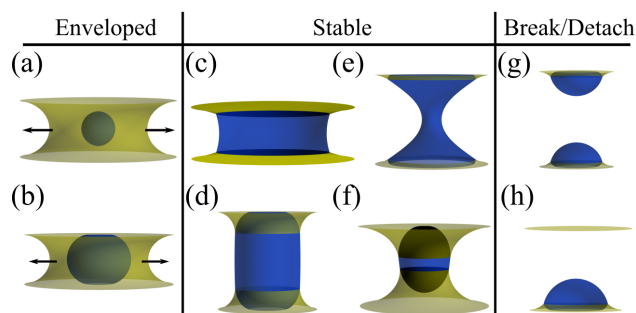 Enveloped Stable Break/Detach
(a) (c) (e) (g)
(b) (d) (f) (h)